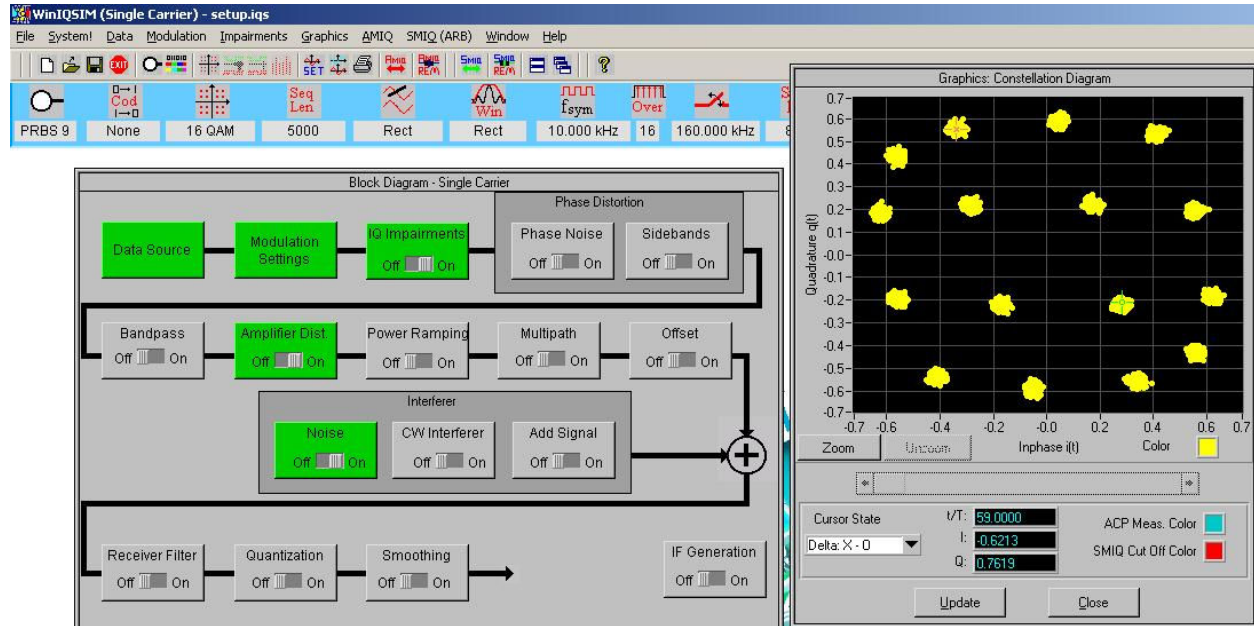 WinIQSIM (Single Carrier) - setup.iqs
File System! Data Modulation Impairments Graphics AMIQ SMIQ (ARB) Window Help
EXIT SET AMIQ AMIQ REM SMIQ SMIQ REM ?
Cod Seq Len Win fsym Over
PRBS 9 None 16 QAM 5000 Rect Rect 10.000 kHz 16 160.000 kHz 8
Block Diagram - Single Carrier
Phase Distortion
Data Source
Modulation
Settings
IQ Impairments
Off On
Phase Noise
Off On
Sidebands
Off On
Bandpass
Off On
Amplifier Dist.
Off On
Power Ramping
Off On
Multipath
Off On
Offset
Off On
Interferer
Noise
Off On
CW Interferer
Off On
Add Signal
Off On
Receiver Filter
Off On
Quantization
Off On
Smoothing
Off On
IF Generation
Off On
Graphics: Constellation Diagram
Quadrature q(t)
0.7
0.6
0.5
0.4
0.3
0.2
0.1
-0.0
-0.1
-0.2
-0.3
-0.4
-0.5
-0.6
-0.7
-0.7 -0.6 -0.4 -0.2 -0.0 0.2 0.4 0.6 0.7
Zoom Unzoom Inphase i(t) Color
Cursor State
Delta: X - O
t/T: 59.0000
I: -0.6213
Q: 0.7619
ACP Meas. Color
SMIQ Cut Off Color
Update Close